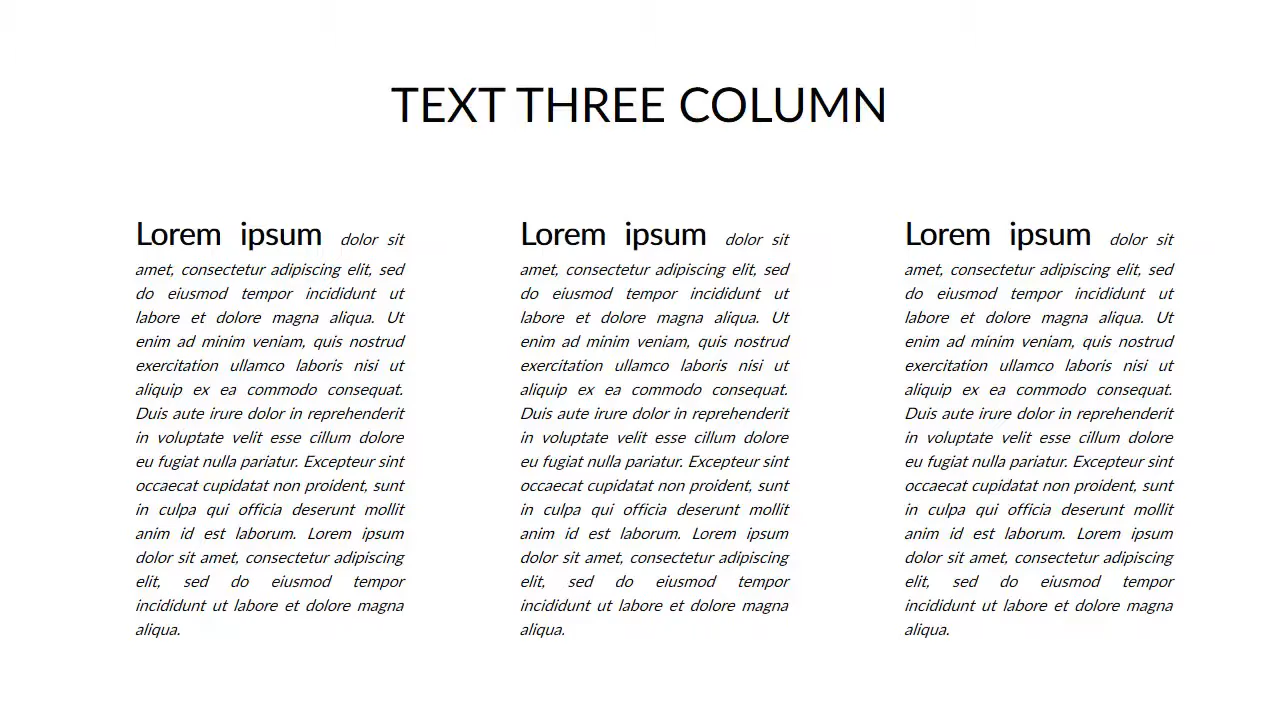 TEXT THREE COLUMN
Lorem ipsum dolor sit
amet, consectetur adipiscing elit, sed
do eiusmod tempor incididunt ut
labore et dolore magna aliqua. Ut
enim ad minim veniam, quis nostrud
exercitation ullamco laboris nisi ut
aliquip ex ea commodo consequat.
Duis aute irure dolor in reprehenderit
in voluptate velit esse cillum dolore
eu fugiat nulla pariatur. Excepteur sint
occaecat cupidatat non proident, sunt
in culpa qui officia deserunt mollit
anim id est laborum. Lorem ipsum
dolor sit amet, consectetur adipiscing
elit, sed do eiusmod tempor
incididunt ut labore et dolore magna
aliqua.
Lorem ipsum dolor sit
amet, consectetur adipiscing elit, sed
do eiusmod tempor incididunt ut
labore et dolore magna aliqua. Ut
enim ad minim veniam, quis nostrud
exercitation ullamco laboris nisi ut
aliquip ex ea commodo consequat.
Duis aute irure dolor in reprehenderit
in voluptate velit esse cillum dolore
eu fugiat nulla pariatur. Excepteur sint
occaecat cupidatat non proident, sunt
in culpa qui officia deserunt mollit
anim id est laborum. Lorem ipsum
dolor sit amet, consectetur adipiscing
elit, sed do eiusmod tempor
incididunt ut labore et dolore magna
aliqua.
Lorem ipsum dolor sit
amet, consectetur adipiscing elit, sed
do eiusmod tempor incididunt ut
labore et dolore magna aliqua. Ut
enim ad minim veniam, quis nostrud
exercitation ullamco laboris nisi ut
aliquip ex ea commodo consequat.
Duis aute irure dolor in reprehenderit
in voluptate velit esse cillum dolore
eu fugiat nulla pariatur. Excepteur sint
occaecat cupidatat non proident, sunt
in culpa qui officia deserunt mollit
anim id est laborum. Lorem ipsum
dolor sit amet, consectetur adipiscing
elit, sed do eiusmod tempor
incididunt ut labore et dolore magna
aliqua.